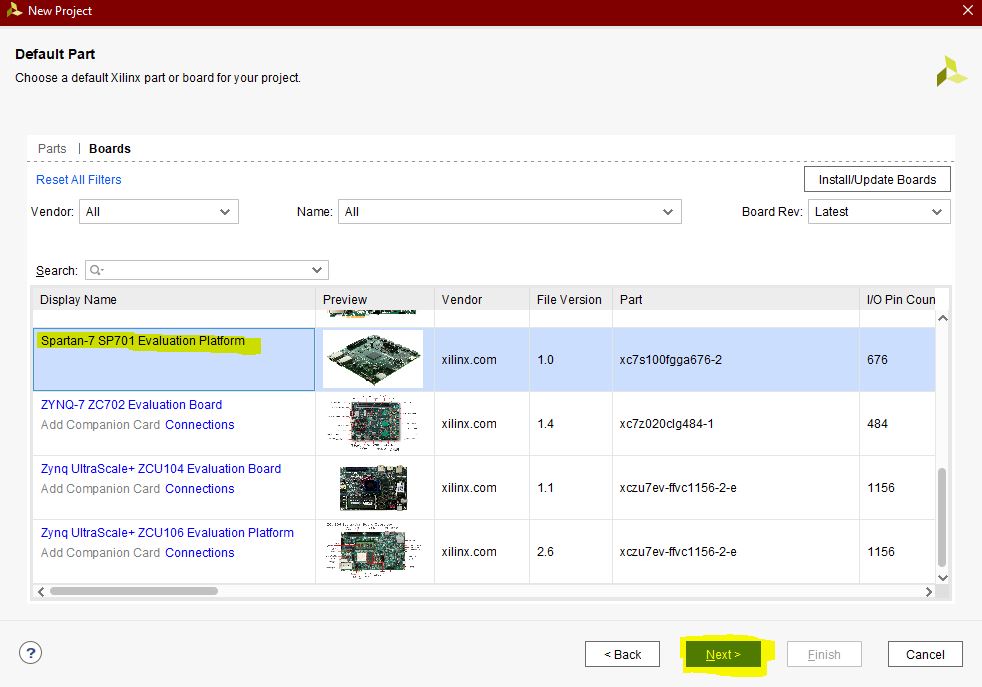 New Project
Default Part
Choose a default Xilinx part or board for your project.
Parts | Boards
Reset All Filters
Install/Update Boards
Vendor: All
Name: All
Board Rev: Latest
Search:
Display Name Preview Vendor File Version Part I/O Pin Coun
Spartan-7 SP701 Evaluation Platform xilinx.com 1.0 xc7s100fgga676-2 676
ZYNQ-7 ZC702 Evaluation Board
Add Companion Card Connections xilinx.com 1.4 xc7z020clg484-1 484
Zynq UltraScale+ ZCU104 Evaluation Board
Add Companion Card Connections xilinx.com 1.1 xczu7ev-ffvc1156-2-e 1156
Zynq UltraScale+ ZCU106 Evaluation Platform
Add Companion Card Connections xilinx.com 2.6 xczu7ev-ffvc1156-2-e 1156
?
< Back
Next >
Finish
Cancel